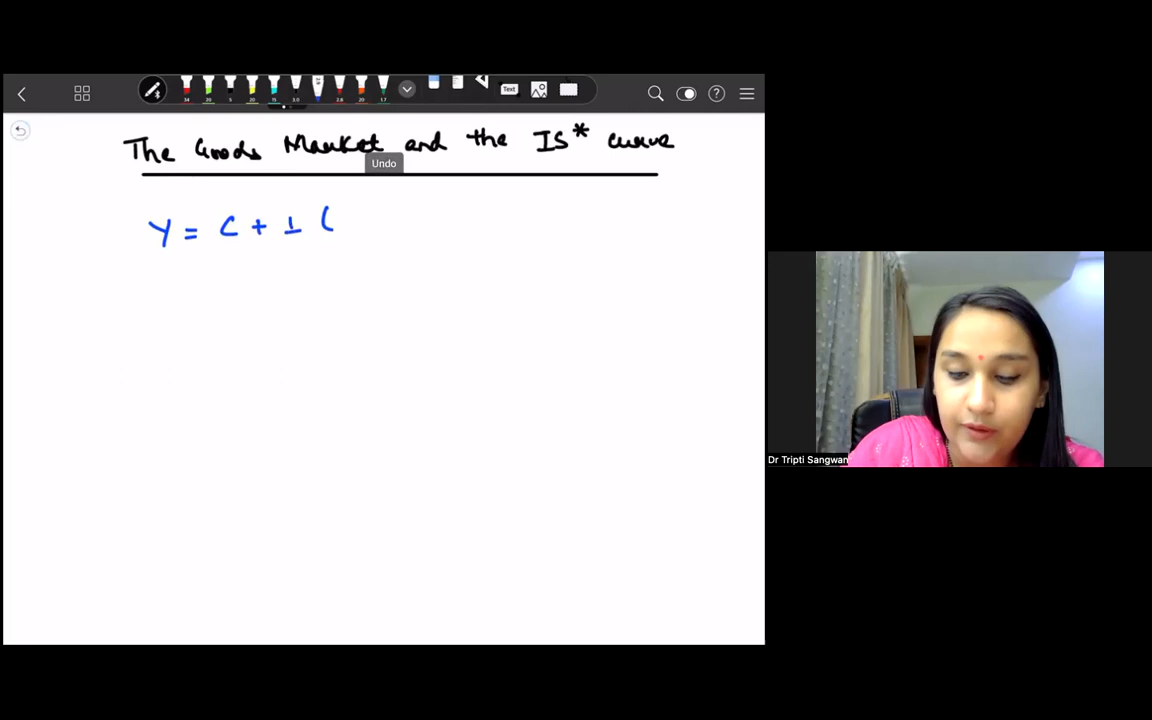 Text
The Goods Market and the IS* curve
Undo
Y = C + I (
Dr Tripti Sangwan